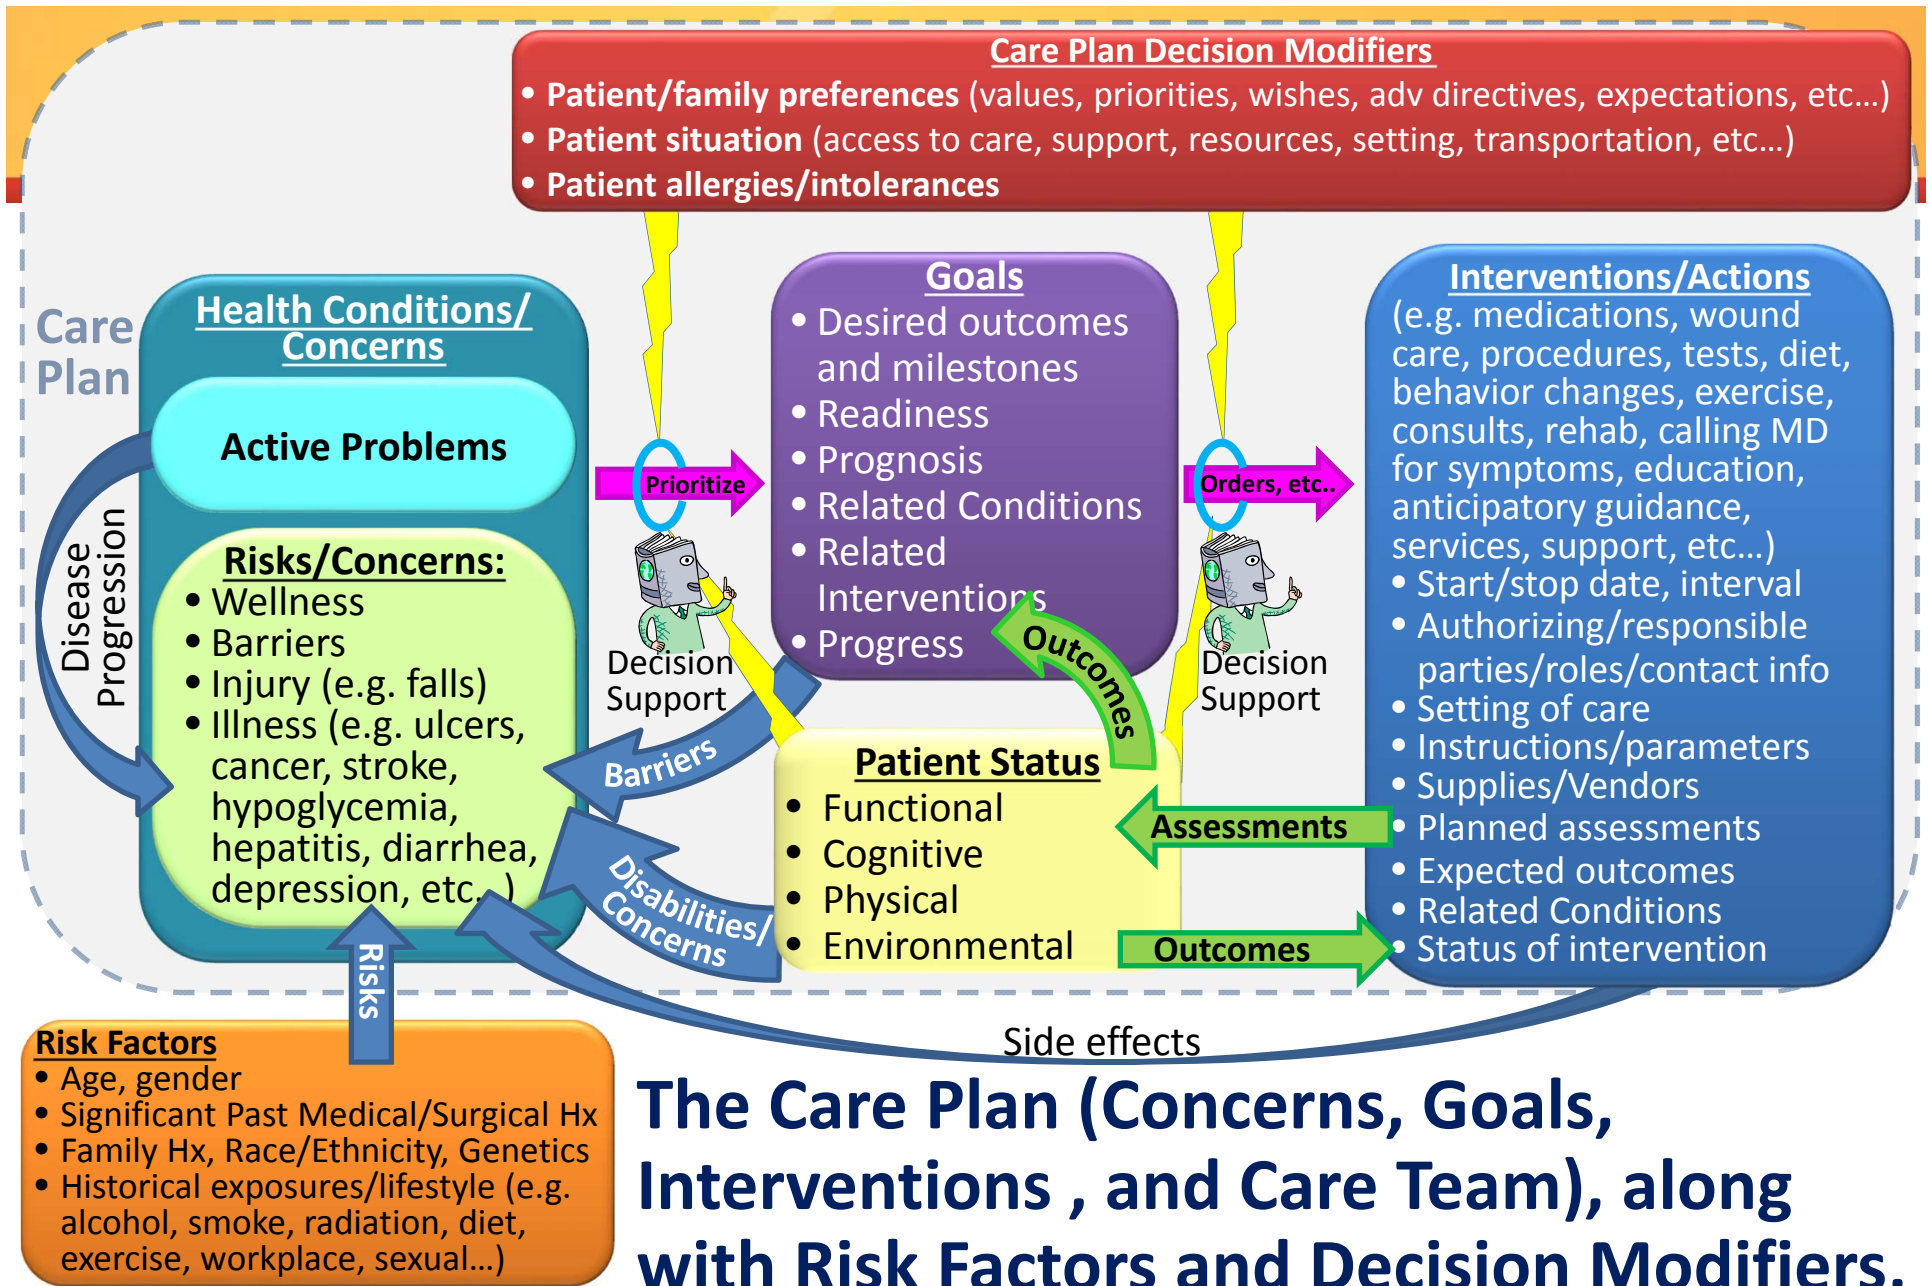 Care Plan Decision Modifiers
• Patient/family preferences (values, priorities, wishes, adv directives, expectations, etc...)
• Patient situation (access to care, support, resources, setting, transportation, etc...)
• Patient allergies/intolerances
Care
Plan
Health Conditions/
Concerns
Active Problems
Disease
Progression
Risks/Concerns:
• Wellness
• Barriers
• Injury (e.g. falls)
• Illness (e.g. ulcers,
cancer, stroke,
hypoglycemia,
hepatitis, diarrhea,
depression, etc...)
Prioritize
Decision
Support
Goals
• Desired outcomes
and milestones
• Readiness
• Prognosis
• Related Conditions
• Related
Interventions
• Progress
Orders, etc..
Decision
Support
Outcomes
Barriers
Disabilities/
Concerns
Patient Status
• Functional
• Cognitive
• Physical
• Environmental
Assessments
Outcomes
Interventions/Actions
(e.g. medications, wound
care, procedures, tests, diet,
behavior changes, exercise,
consults, rehab, calling MD
for symptoms, education,
anticipatory guidance,
services, support, etc...)
• Start/stop date, interval
• Authorizing/responsible
parties/roles/contact info
• Setting of care
• Instructions/parameters
• Supplies/Vendors
• Planned assessments
• Expected outcomes
• Related Conditions
• Status of intervention
Risks
Side effects
Risk Factors
• Age, gender
• Significant Past Medical/Surgical Hx
• Family Hx, Race/Ethnicity, Genetics
• Historical exposures/lifestyle (e.g.
alcohol, smoke, radiation, diet,
exercise, workplace, sexual...)
The Care Plan (Concerns, Goals,
Interventions , and Care Team), along
with Risk Factors and Decision Modifiers.